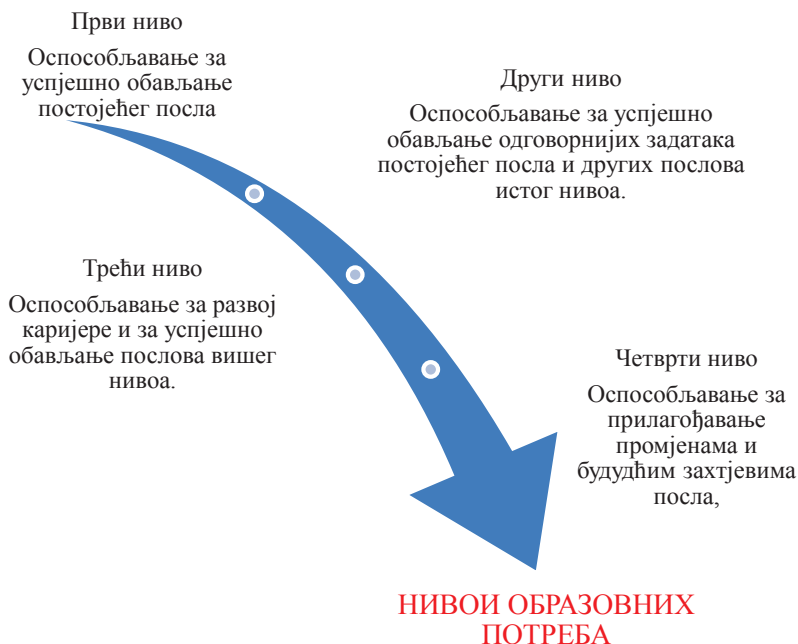 Први ниво
Оспособљавање за
успјешно обављање
постојећег посла
Други ниво
Оспособљавање за успјешно
обављање одговорнијих задатака
постојећег посла и других послова
истог нивоа.
Трећи ниво
Оспособљавање за развој
каријере и за успјешно
обављање послова вишег
нивоа.
Четврти ниво
Оспособљавање за
прилагођавање
промјенама и
будудћим захтјевима
посла,
НИВОИ ОБРАЗОВНИХ
ПОТРЕБА